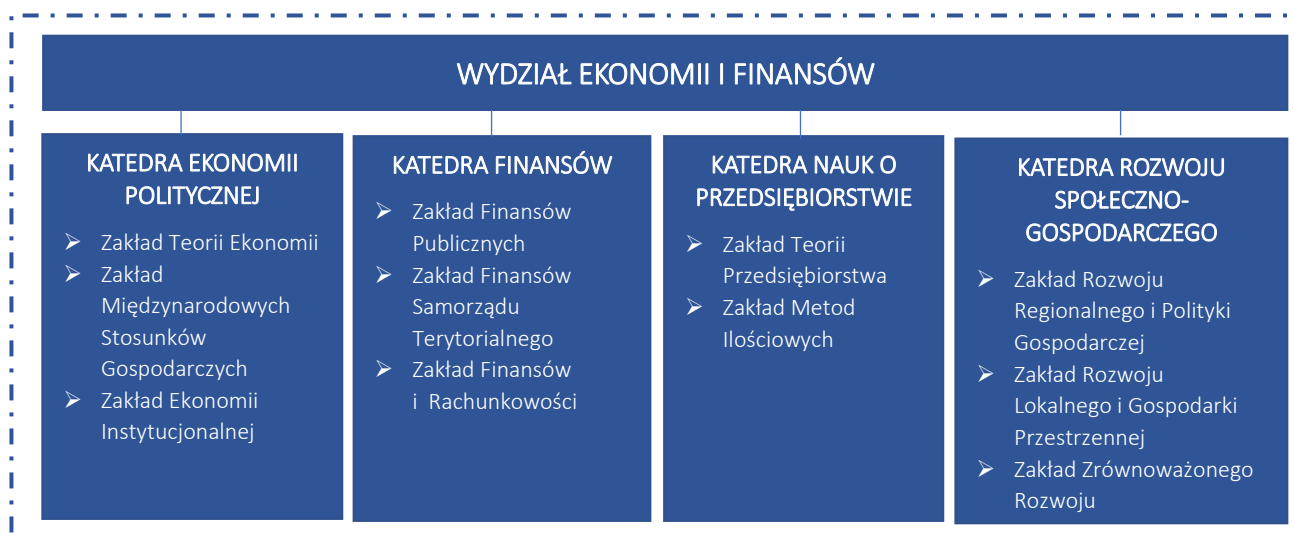 WYDZIAŁ EKONOMII I FINANSÓW
KATEDRA EKONOMII
POLITYCZNEJ
➢ Zakład Teorii Ekonomii
➢ Zakład
Międzynarodowych
Stosunków
Gospodarczych
➢ Zakład Ekonomii
Instytucjonalnej
KATEDRA FINANSÓW
➢ Zakład Finansów
Publicznych
➢ Zakład Finansów
Samorządu
Terytorialnego
➢ Zakład Finansów
i Rachunkowości
KATEDRA NAUK O
PRZEDSIĘBIORSTWIE
➢ Zakład Teorii
Przedsiębiorstwa
➢ Zakład Metod
Ilościowych
KATEDRA ROZWOJU
SPOŁECZNO-
GOSPODARCZEGO
➢ Zakład Rozwoju
Regionalnego i Polityki
Gospodarczej
➢ Zakład Rozwoju
Lokalnego i Gospodarki
Przestrzennej
➢ Zakład Zrównoważonego
Rozwoju